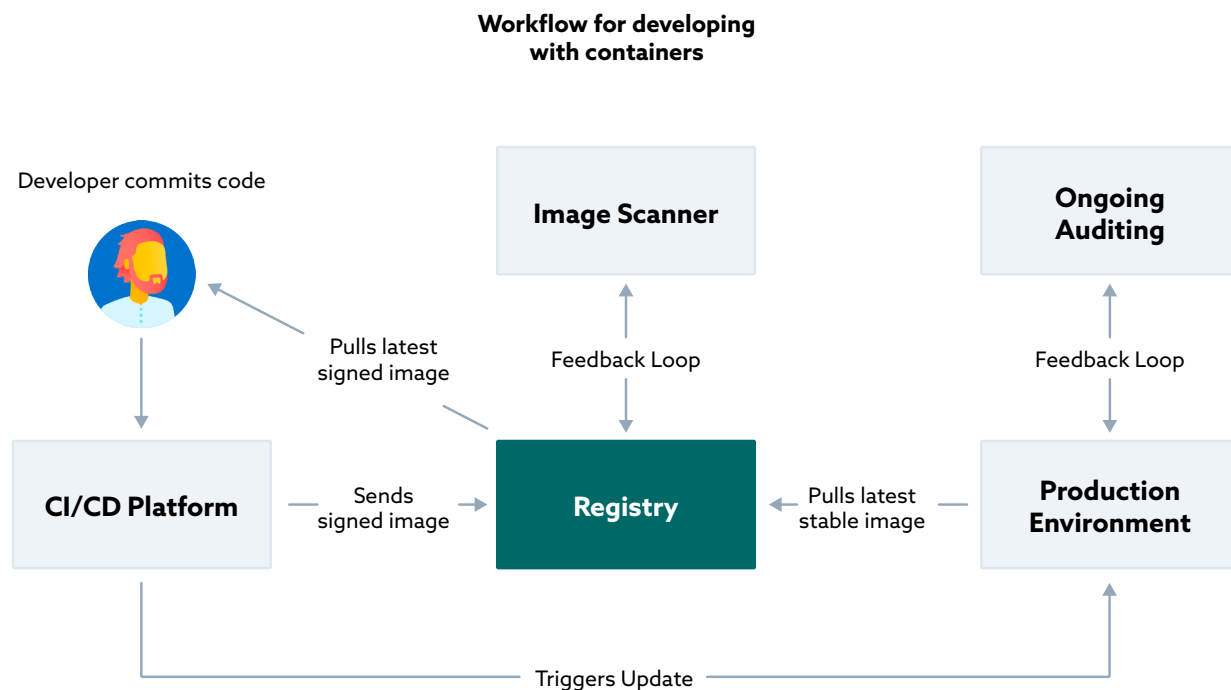 Workflow for developing
with containers
Developer commits code
Image Scanner
Ongoing
Auditing
Pulls latest
signed image
Feedback Loop
Feedback Loop
CI/CD Platform
Sends
signed image
Registry
Pulls latest
stable image
Production
Environment
Triggers Update